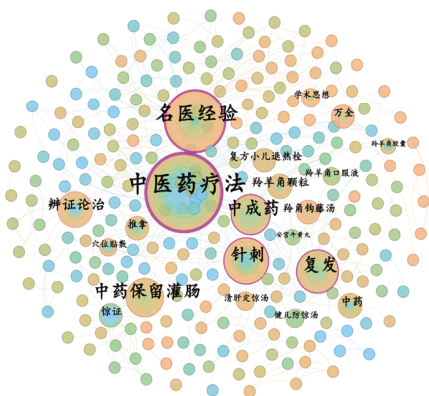 学术思想
名医经验
万全
羚羊角胶囊
复方小儿退热栓
羚羊角口服液
中医药疗法
羚羊角颗粒
辨证论治
中成药
羚羊角钩藤汤
推拿
安宫牛黄丸
穴位贴敷
针刺
复发
中药保留灌肠
清肝定惊汤
中药
惊证
健儿防惊汤